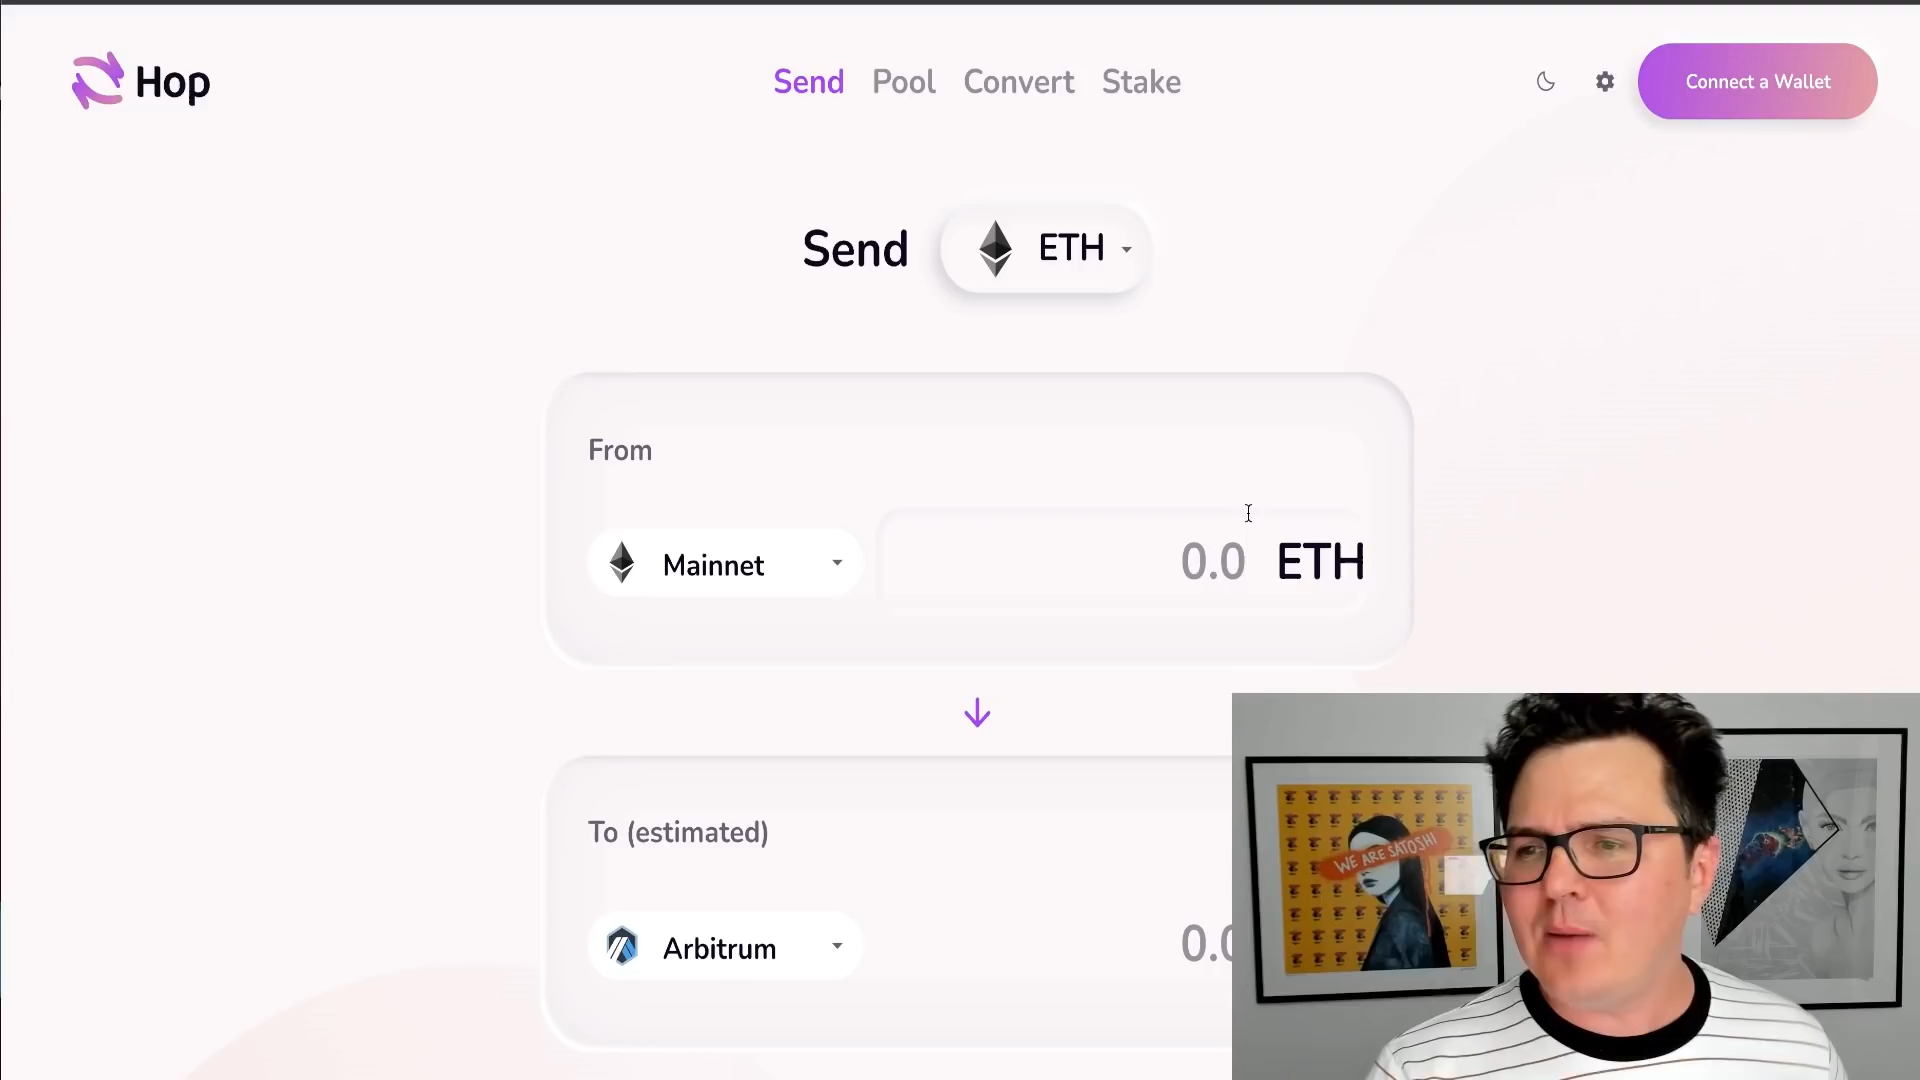 Hop
Send Pool Convert Stake
Connect a Wallet
Send ETH
From
Mainnet 0.0 ETH
To (estimated)
Arbitrum 0.0
WE ARE SATOSHI